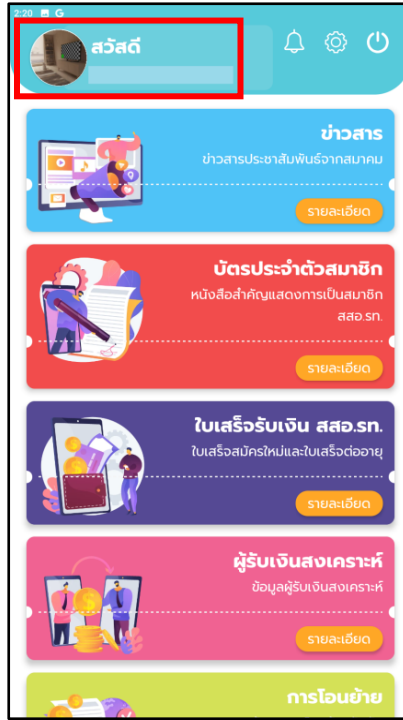 2:20 G
สวัสดี
ข่าวสาร
ข่าวสารประชาสัมพันธ์จากสมาคม
รายละเอียด
บัตรประจำตัวสมาชิก
หนังสือสำคัญแสดงการเป็นสมาชิก
สสอ.รท.
รายละเอียด
ใบเสร็จรับเงิน สสอ.รท.
ใบเสร็จสมัครใหม่และใบเสร็จต่ออายุ
รายละเอียด
ผู้รับเงินสงเคราะห์
ข้อมูลผู้รับเงินสงเคราะห์
รายละเอียด
การโอนย้าย